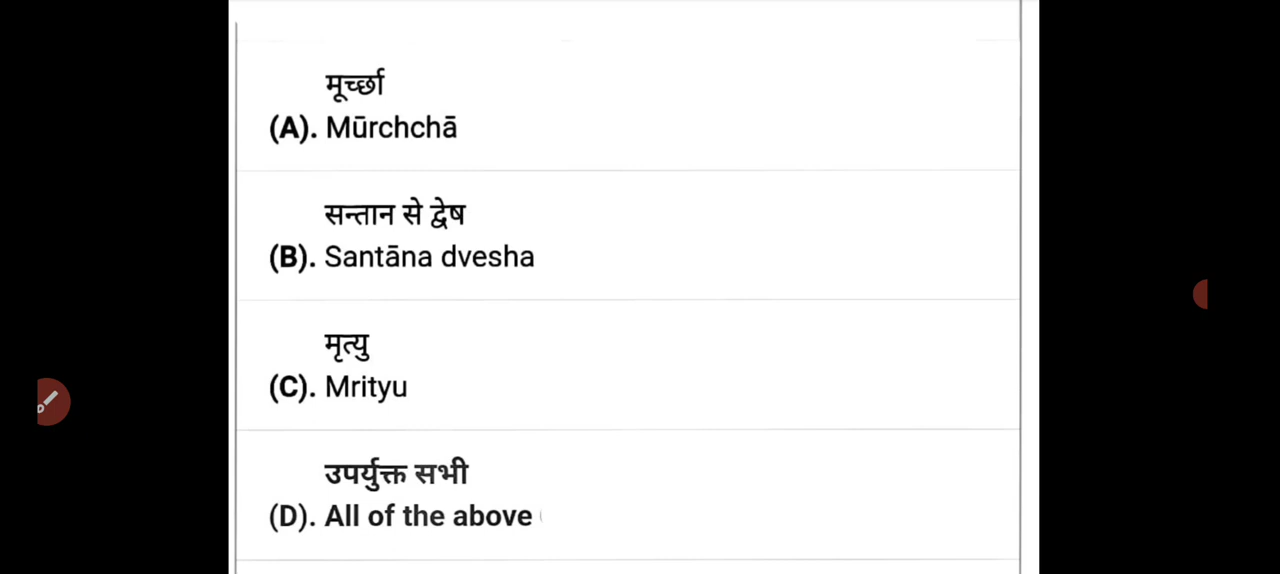 मूर्च्छा
(A). Mūrchchā
सन्तान से द्वेष
(B). Santāna dvesha
मृत्यु
(C). Mrityu
उपर्युक्त सभी
(D). All of the above